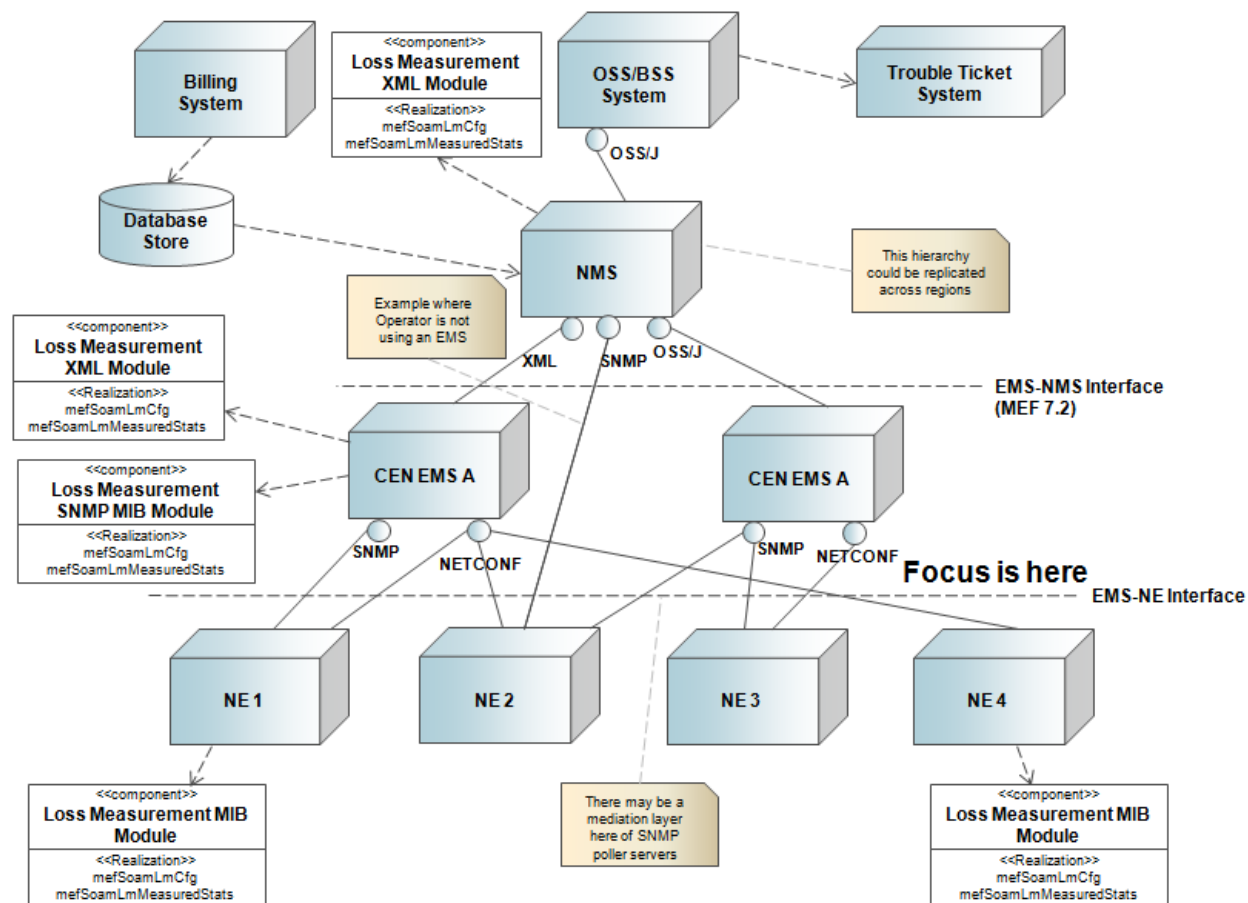 Billing
System
<<component>>
Loss Measurement
XML Module
<<Realization>>
mefSoamLmCfg
mefSoamLmMeasuredStats
OSS/BSS
System
Trouble Ticket
System
OSS/J
Database
Store
NMS
This hierarchy
could be replicated
across regions
Example where
Operator is not
using an EMS
XML
SNMP
OSS/J
<<component>>
Loss Measurement
XML Module
<<Realization>>
mefSoamLmCfg
mefSoamLmMeasuredStats
EMS-NMS Interface
(MEF 7.2)
<<component>>
Loss Measurement
SNMP MIB Module
<<Realization>>
mefSoamLmCfg
mefSoamLmMeasuredStats
CEN EMS A
CEN EMS A
SNMP
NETCONF
SNMP
NETCONF
Focus is here
EMS-NE Interface
NE 1
NE 2
NE 3
NE 4
<<component>>
Loss Measurement MIB
Module
<<Realization>>
mefSoamLmCfg
mefSoamLmMeasuredStats
There may be a
mediation layer
here of SNMP
poller servers
<<component>>
Loss Measurement MIB
Module
<<Realization>>
mefSoamLmCfg
mefSoamLmMeasuredStats